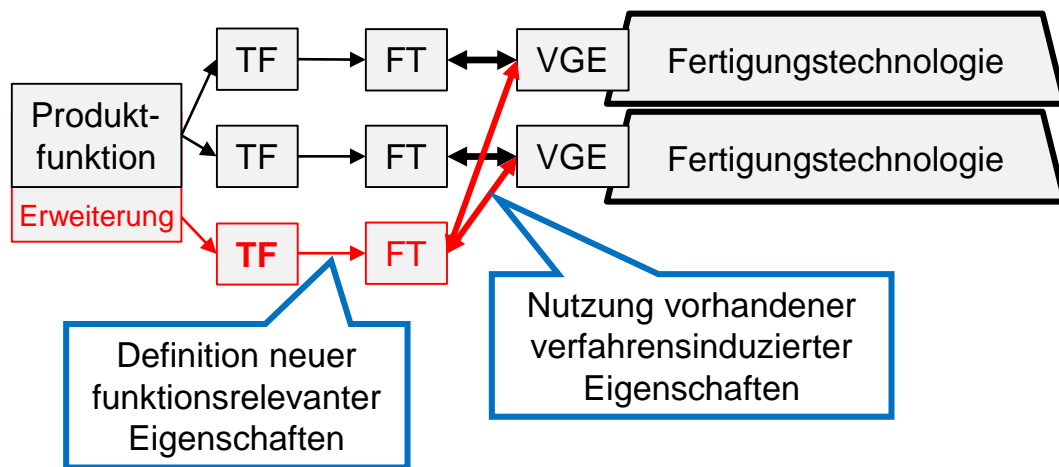 TF
FT
VGE
Fertigungstechnologie
Produkt-
funktion
TF
FT
VGE
Fertigungstechnologie
Erweiterung
TF
FT
Definition neuer
funktionsrelevanter
Eigenschaften
Nutzung vorhandener
verfahrensinduzierter
Eigenschaften